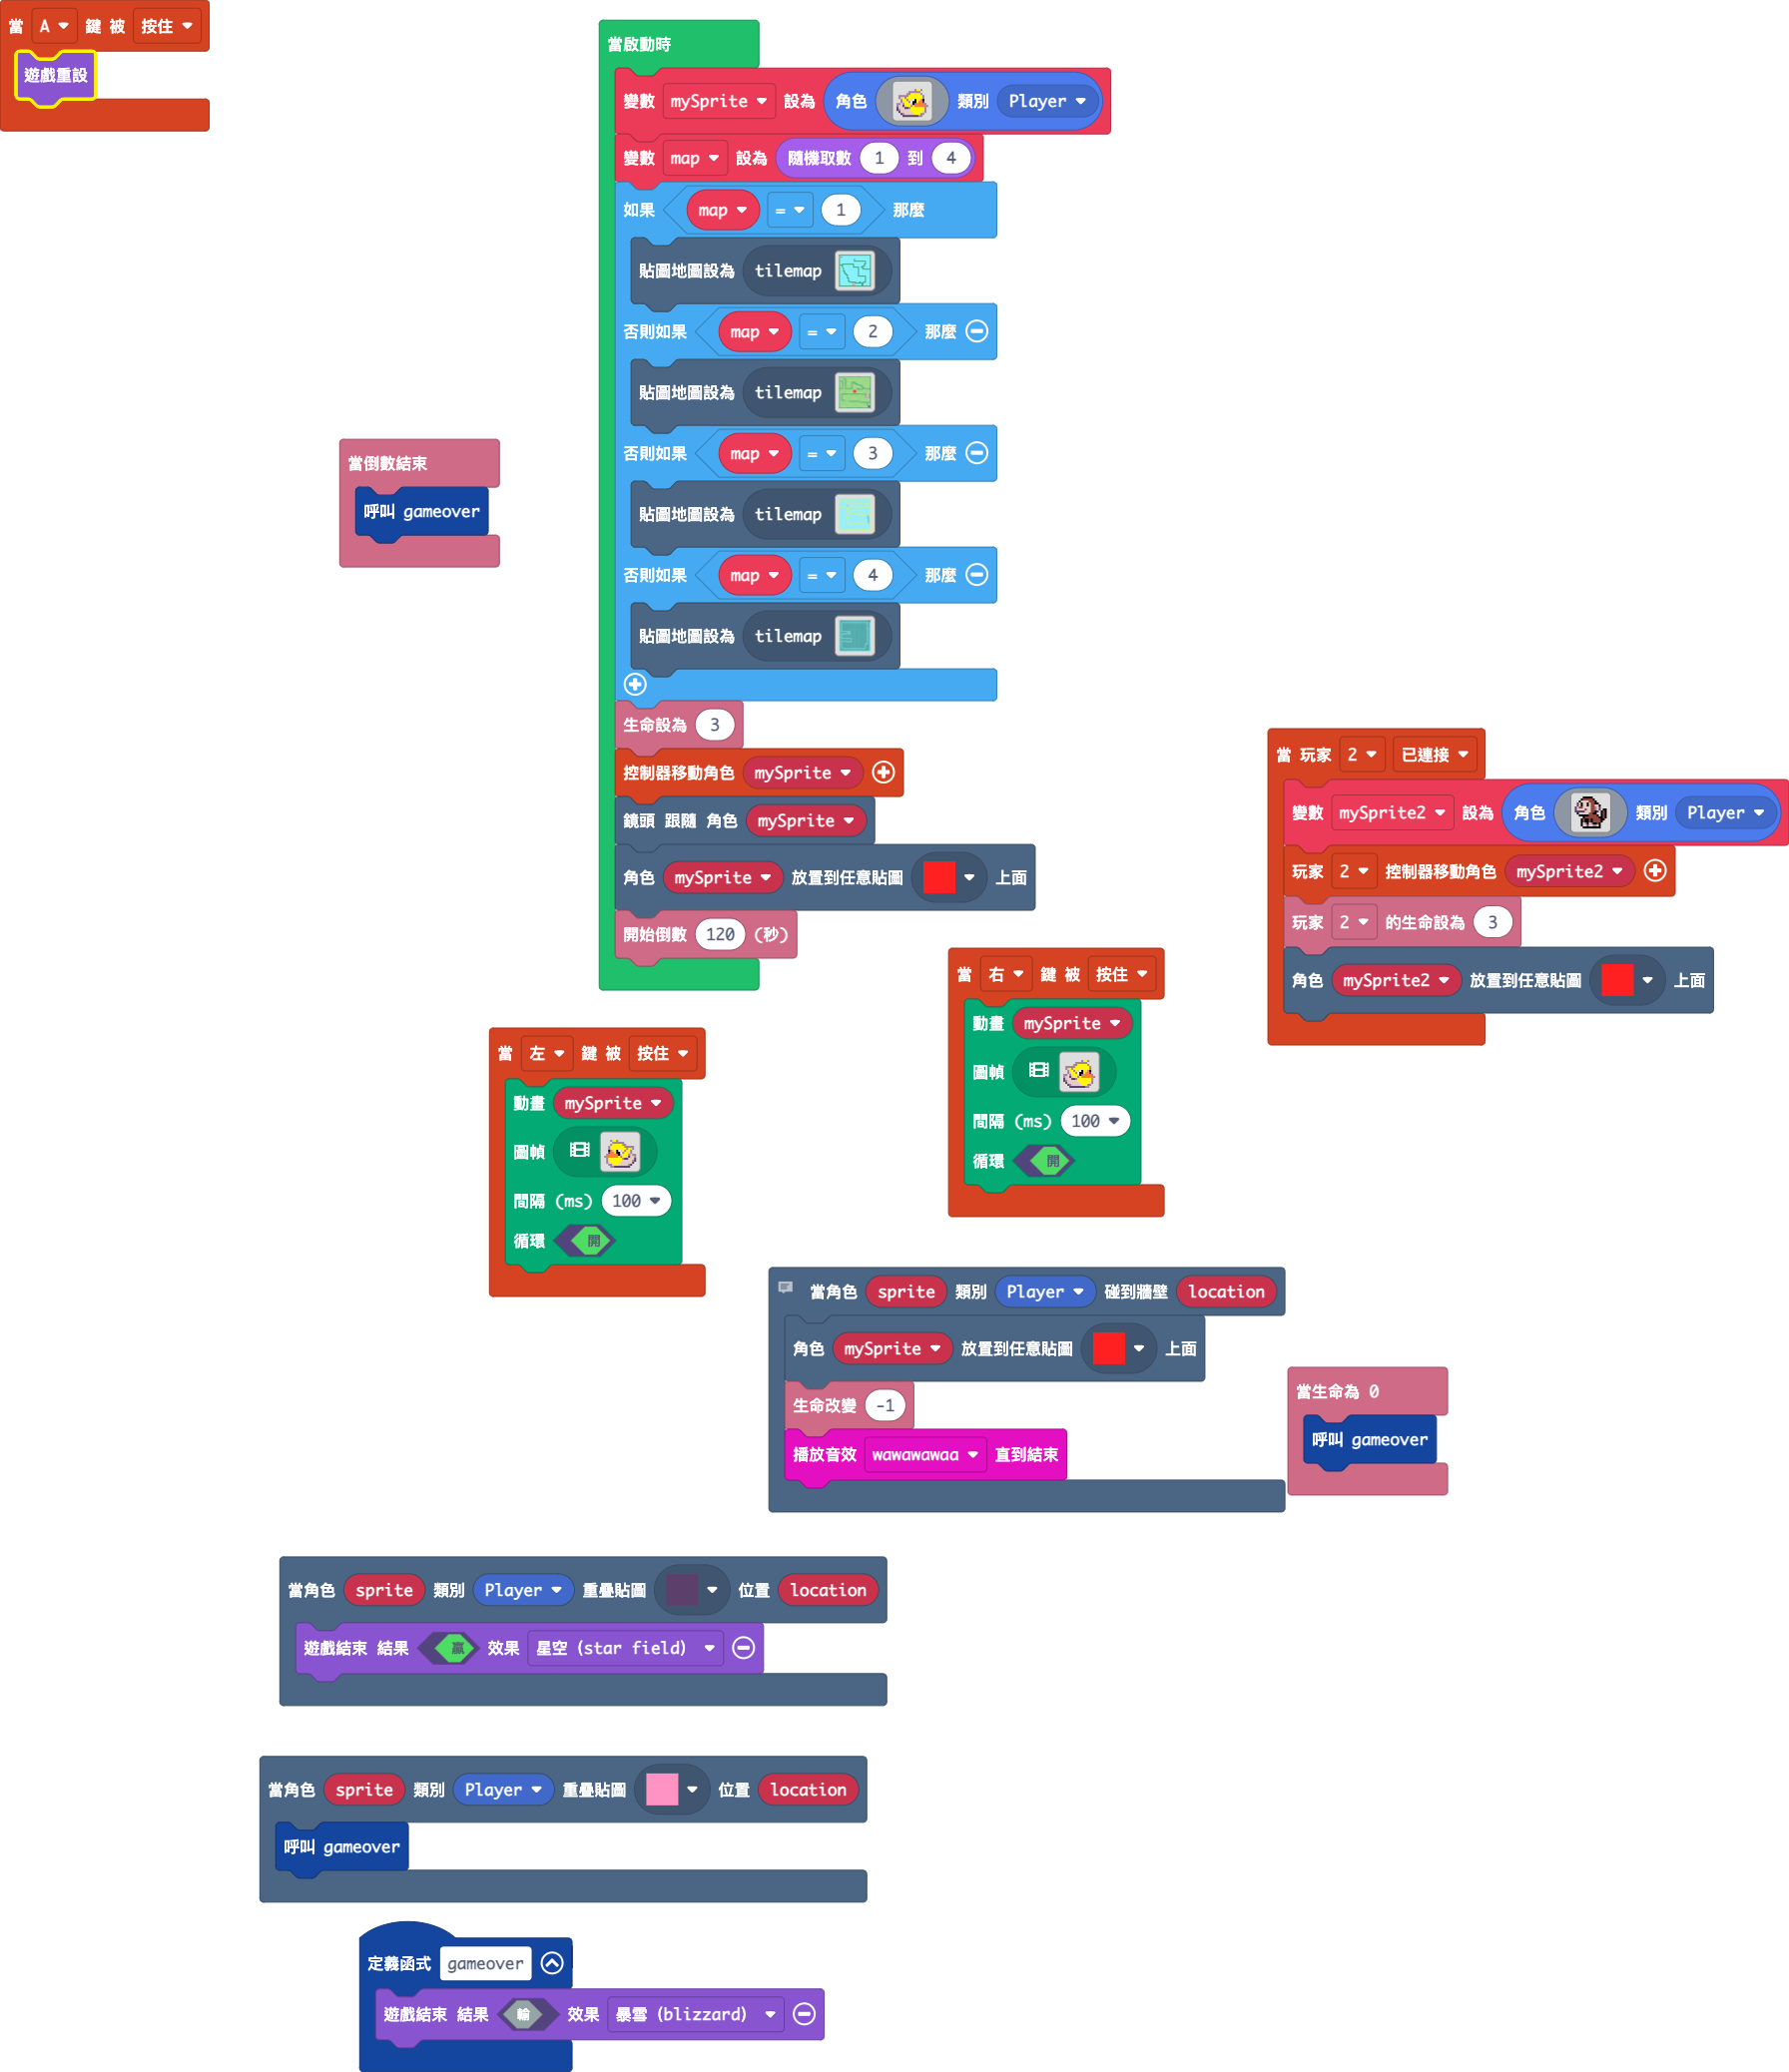 當 A 鍵 被 按住
遊戲重設
當啟動時
變數 mySprite 設為 角色 類別 Player
變數 map 設為 隨機取數 1 到 4
如果 map = 1 那麼
貼圖地圖設為 tilemap
否則如果 map = 2 那麼
貼圖地圖設為 tilemap
否則如果 map = 3 那麼
貼圖地圖設為 tilemap
否則如果 map = 4 那麼
貼圖地圖設為 tilemap
生命設為 3
控制器移動角色 mySprite
鏡頭 跟隨 角色 mySprite
角色 mySprite 放置到任意貼圖 上面
開始倒數 120 (秒)
當倒數結束
呼叫 gameover
當 玩家 2 已連接
變數 mySprite2 設為 角色 類別 Player
玩家 2 控制器移動角色 mySprite2
玩家 2 的生命設為 3
角色 mySprite2 放置到任意貼圖 上面
當 右 鍵 被 按住
動畫 mySprite
圖幀
間隔 (ms) 100
循環 開
當 左 鍵 被 按住
動畫 mySprite
圖幀
間隔 (ms) 100
循環 開
當角色 sprite 類別 Player 碰到牆壁 location
角色 mySprite 放置到任意貼圖 上面
生命改變 -1
播放音效 wawawawaa 直到結束
當生命為 0
呼叫 gameover
當角色 sprite 類別 Player 重疊貼圖 位置 location
遊戲結束 結果 贏 效果 星空 (star field)
當角色 sprite 類別 Player 重疊貼圖 位置 location
呼叫 gameover
定義函式 gameover
遊戲結束 結果 輸 效果 暴雪 (blizzard)